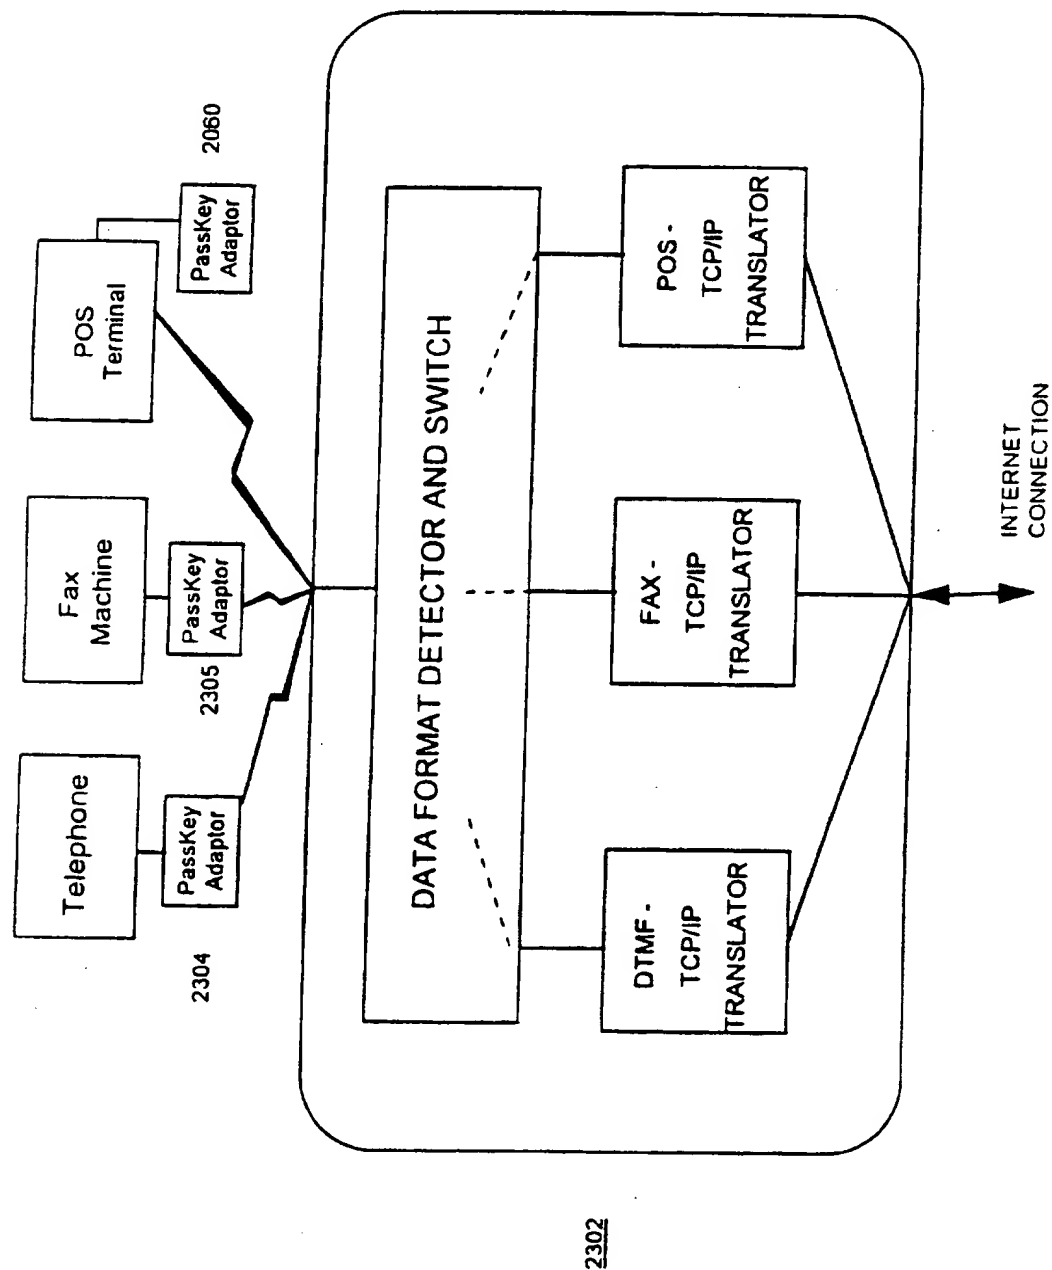 Telephone
Fax
Machine
POS
Terminal
PassKey
Adaptor
2304
PassKey
Adaptor
2305
PassKey
Adaptor
2060
DATA FORMAT DETECTOR AND SWITCH
DTMF -
TCP/IP
TRANSLATOR
FAX -
TCP/IP
TRANSLATOR
POS -
TCP/IP
TRANSLATOR
INTERNET
CONNECTION
2302